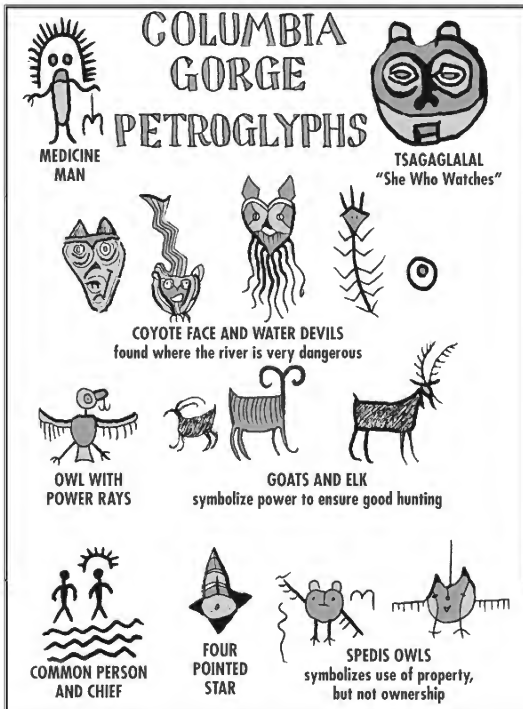 COLUMBIA
GORGE
PETROGLYPHS
MEDICINE
MAN
TSAGAGLALAL
"She Who Watches"
COYOTE FACE AND WATER DEVILS
found where the river is very dangerous
OWL WITH
POWER RAYS
GOATS AND ELK
symbolize power to ensure good hunting
COMMON PERSON
AND CHIEF
FOUR
POINTED
STAR
SPEDIS OWLS
symbolizes use of property,
but not ownership